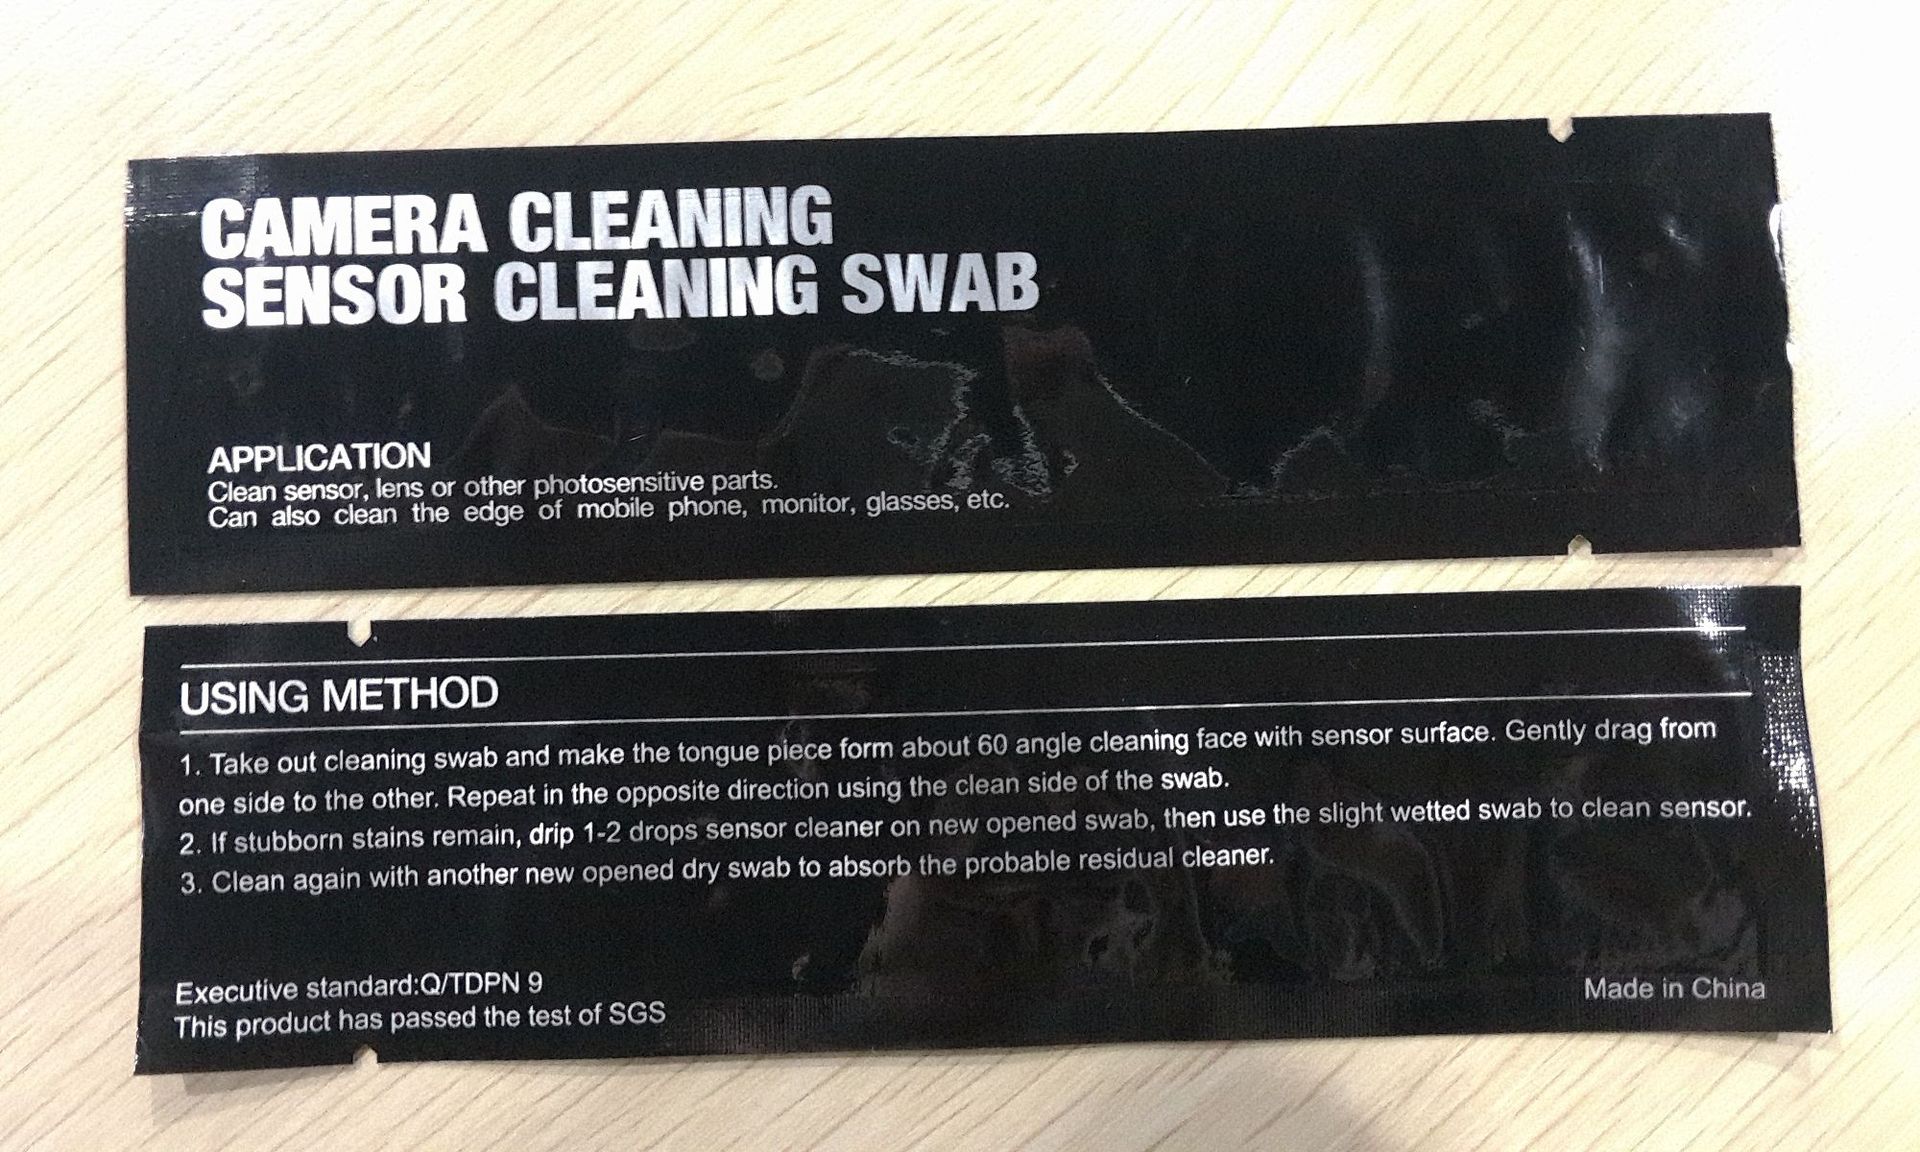 CAMERA CLEANING
SENSOR CLEANING SWAB
APPLICATION
Clean sensor, lens or other photosensitive parts.
Can also clean the edge of mobile phone, monitor, glasses, etc.
USING METHOD
1. Take out cleaning swab and make the tongue piece form about 60 angle cleaning face with sensor surface. Gently drag from
one side to the other. Repeat in the opposite direction using the clean side of the swab.
2. If stubborn stains remain, drip 1-2 drops sensor cleaner on new opened swab, then use the slight wetted swab to clean sensor.
3. Clean again with another new opened dry swab to absorb the probable residual cleaner.
Executive standard:Q/TDPN 9
This product has passed the test of SGS
Made in China